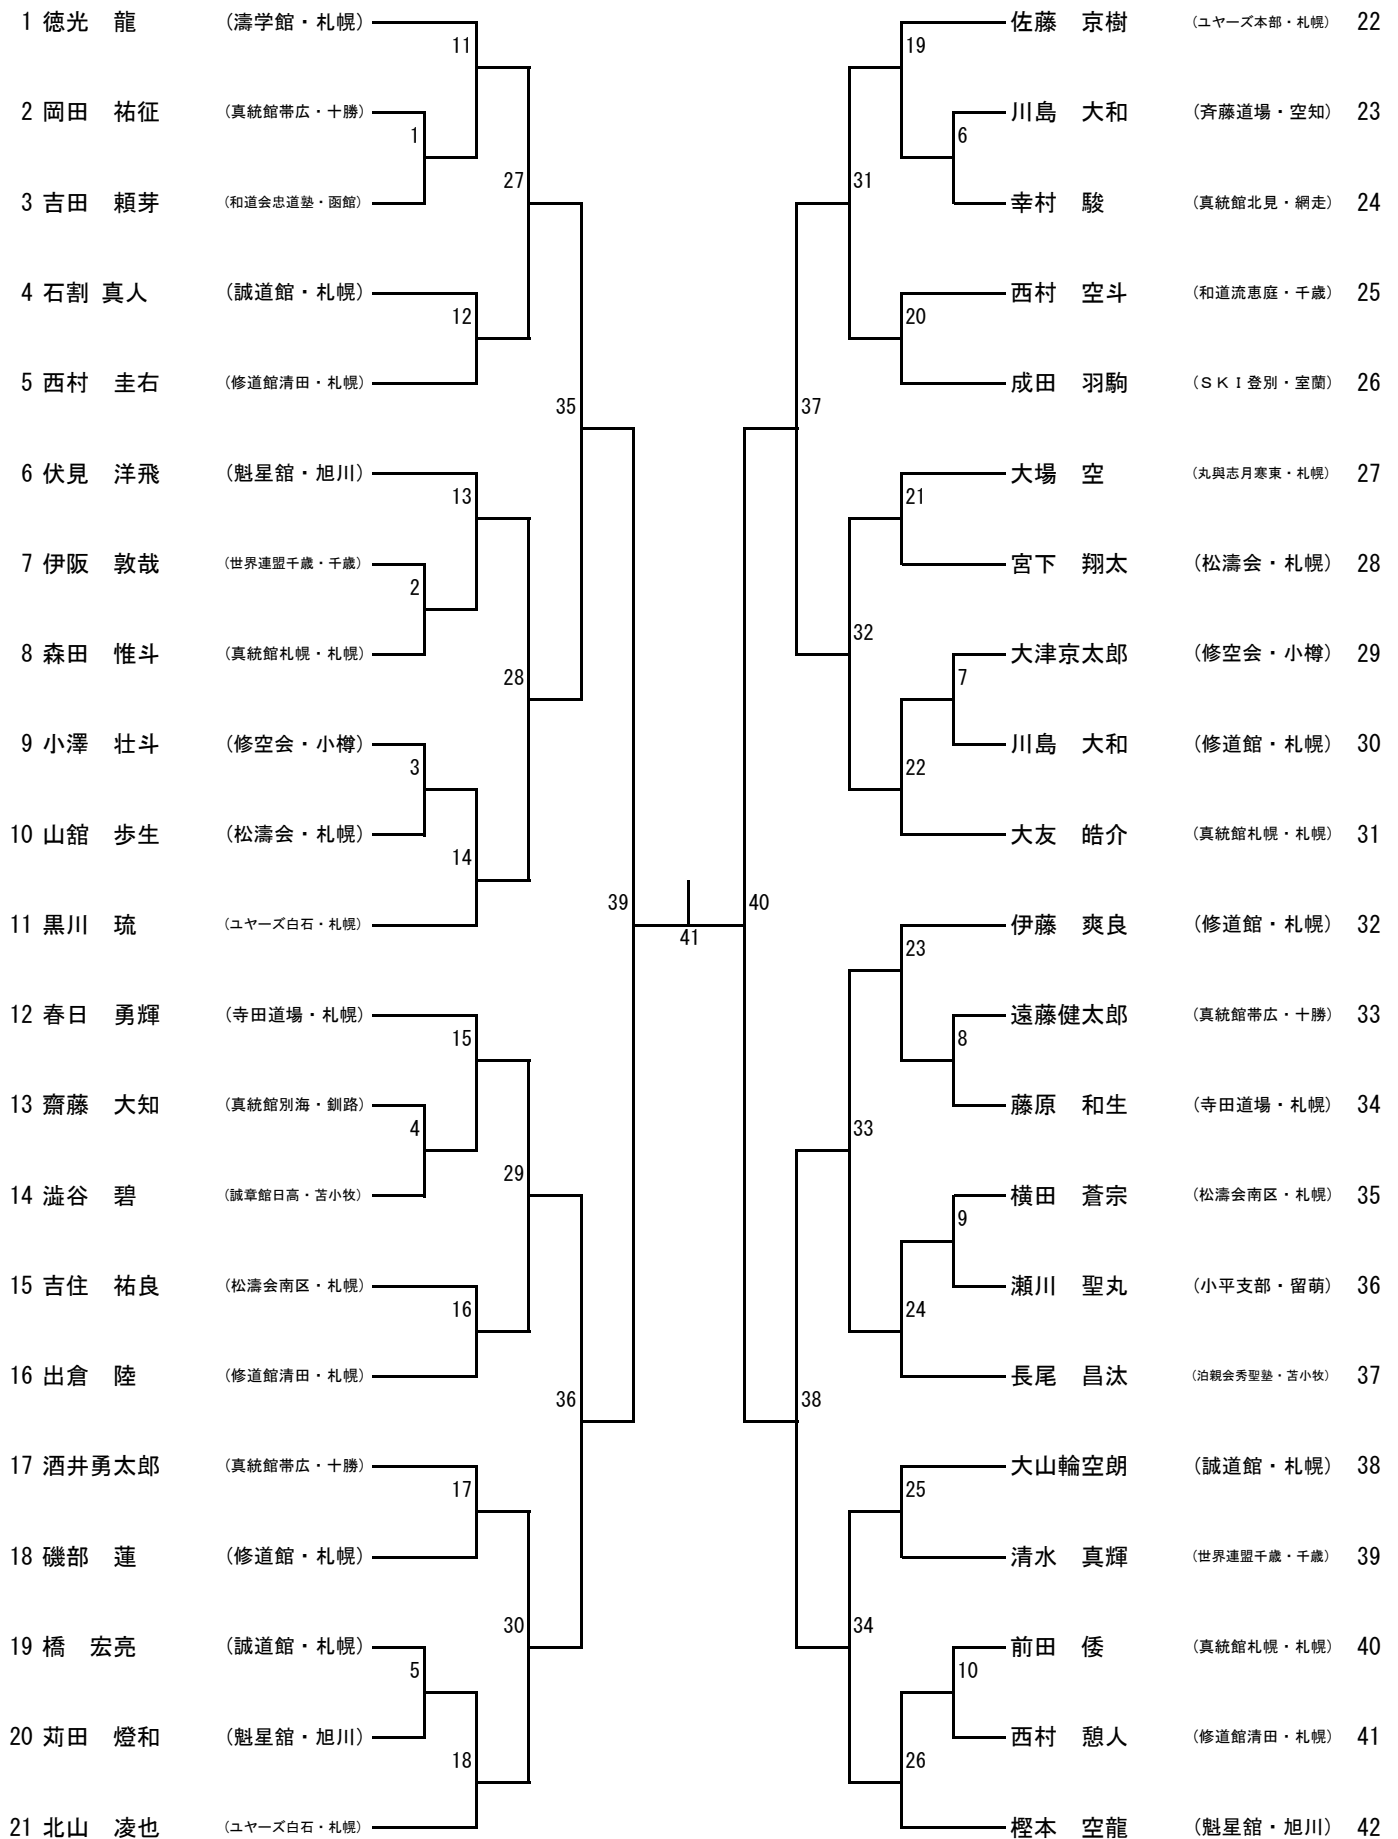 1 徳光　龍 (濤学館・札幌)
2 岡田　祐征 (真統館帯広・十勝)
3 吉田　頼芽 (和道会忠道塾・函館)
4 石割 真人 (誠道館・札幌)
5 西村　圭右 (修道館清田・札幌)
6 伏見　洋飛 (魁星舘・旭川)
7 伊阪　敦哉 (世界連盟千歳・千歳)
8 森田　惟斗 (真統館札幌・札幌)
9 小澤　壮斗 (修空会・小樽)
10 山舘　歩生 (松濤会・札幌)
11 黒川　琉 (ユヤーズ白石・札幌)
12 春日　勇輝 (寺田道場・札幌)
13 齋藤　大知 (真統館別海・釧路)
14 澁谷　碧 (誠章館日高・苫小牧)
15 吉住　祐良 (松濤会南区・札幌)
16 出倉　陸 (修道館清田・札幌)
17 酒井勇太郎 (真統館帯広・十勝)
18 磯部　蓮 (修道館・札幌)
19 橋　宏亮 (誠道館・札幌)
20 苅田　燈和 (魁星舘・旭川)
21 北山　凌也 (ユヤーズ白石・札幌)
11
1
27
12
35
13
2
28
3
14
39
15
4
29
16
36
17
30
5
18
41
19
6
31
20
37
21
32
7
22
40
23
8
33
9
24
38
25
34
10
26
佐藤　京樹 (ユヤーズ本部・札幌) 22
川島　大和 (斉藤道場・空知) 23
幸村　駿 (真統館北見・網走) 24
西村　空斗 (和道流恵庭・千歳) 25
成田　羽駒 (ＳＫＩ登別・室蘭) 26
大場　空 (丸與志月寒東・札幌) 27
宮下　翔太 (松濤会・札幌) 28
大津京太郎 (修空会・小樽) 29
川島　大和 (修道館・札幌) 30
大友　皓介 (真統館札幌・札幌) 31
伊藤　爽良 (修道館・札幌) 32
遠藤健太郎 (真統館帯広・十勝) 33
藤原　和生 (寺田道場・札幌) 34
横田　蒼宗 (松濤会南区・札幌) 35
瀬川　聖丸 (小平支部・留萌) 36
長尾　昌汰 (泊親会秀聖塾・苫小牧) 37
大山輪空朗 (誠道館・札幌) 38
清水　真輝 (世界連盟千歳・千歳) 39
前田　倭 (真統館札幌・札幌) 40
西村　憩人 (修道館清田・札幌) 41
樫本　空龍 (魁星舘・旭川) 42